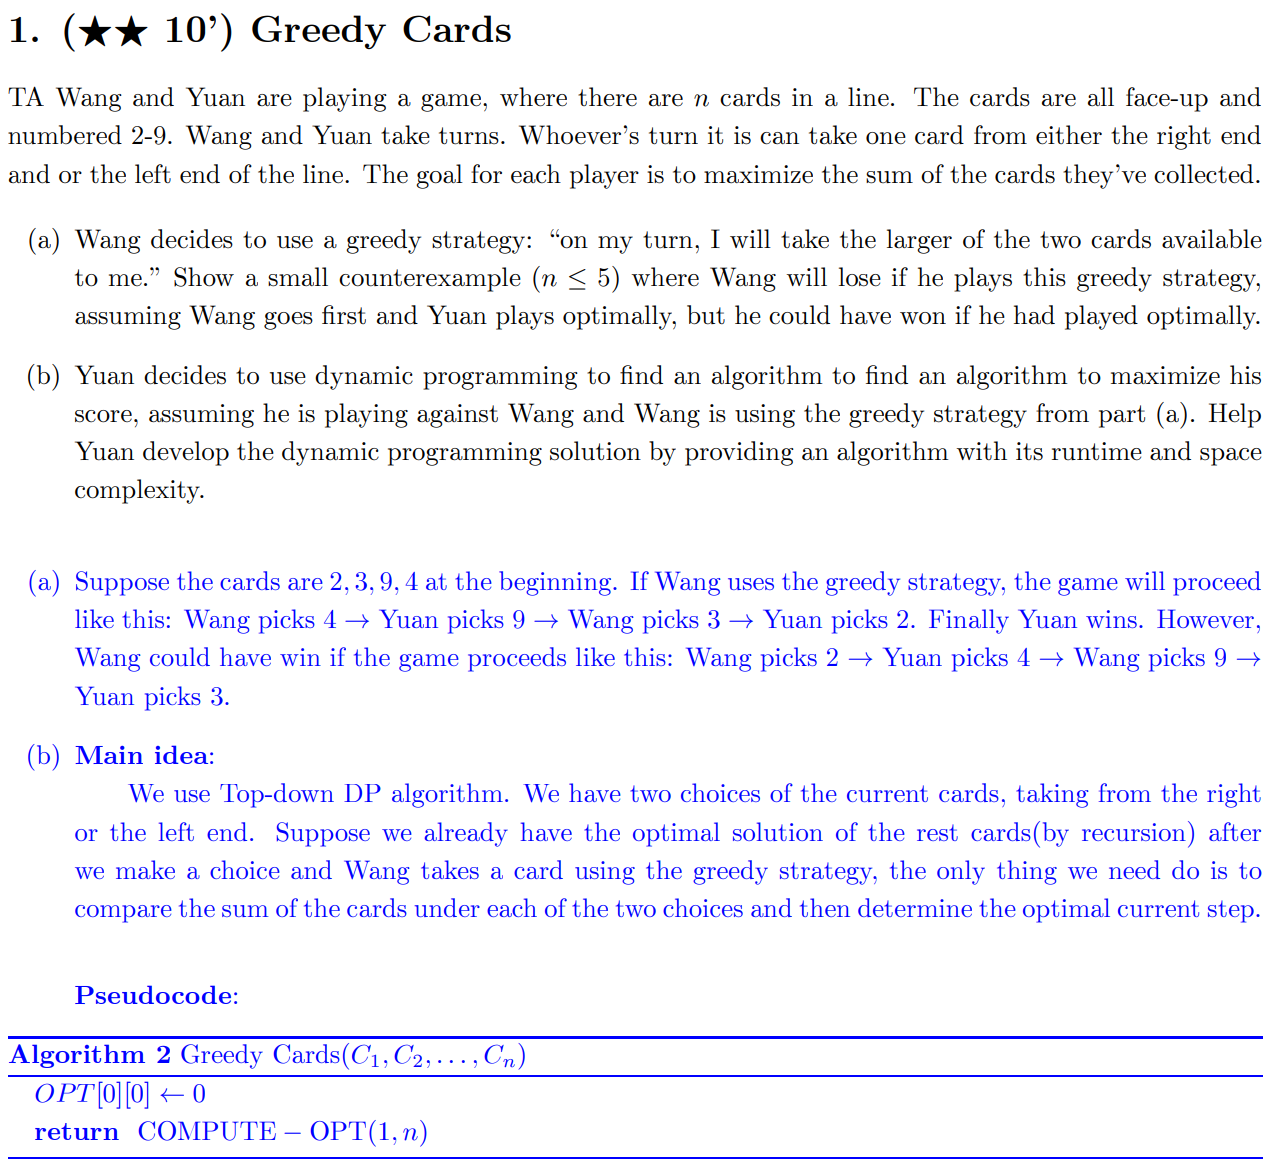 1. (★★ 10’) Greedy Cards
TA Wang and Yuan are playing a game, where there are n cards in a line. The cards are all face-up and
numbered 2-9. Wang and Yuan take turns. Whoever’s turn it is can take one card from either the right end
and or the left end of the line. The goal for each player is to maximize the sum of the cards they’ve collected.
(a) Wang decides to use a greedy strategy: “on my turn, I will take the larger of the two cards available
to me.” Show a small counterexample (n ≤ 5) where Wang will lose if he plays this greedy strategy,
assuming Wang goes first and Yuan plays optimally, but he could have won if he had played optimally.
(b) Yuan decides to use dynamic programming to find an algorithm to find an algorithm to maximize his
score, assuming he is playing against Wang and Wang is using the greedy strategy from part (a). Help
Yuan develop the dynamic programming solution by providing an algorithm with its runtime and space
complexity.
(a) Suppose the cards are 2, 3, 9, 4 at the beginning. If Wang uses the greedy strategy, the game will proceed
like this: Wang picks 4 → Yuan picks 9 → Wang picks 3 → Yuan picks 2. Finally Yuan wins. However,
Wang could have win if the game proceeds like this: Wang picks 2 → Yuan picks 4 → Wang picks 9 →
Yuan picks 3.
(b) Main idea:
We use Top-down DP algorithm. We have two choices of the current cards, taking from the right
or the left end. Suppose we already have the optimal solution of the rest cards(by recursion) after
we make a choice and Wang takes a card using the greedy strategy, the only thing we need do is to
compare the sum of the cards under each of the two choices and then determine the optimal current step.
Pseudocode:
Algorithm 2 Greedy Cards(C₁, C₂, . . . , Cₙ)
OPT[0][0] ← 0
return COMPUTE − OPT(1, n)